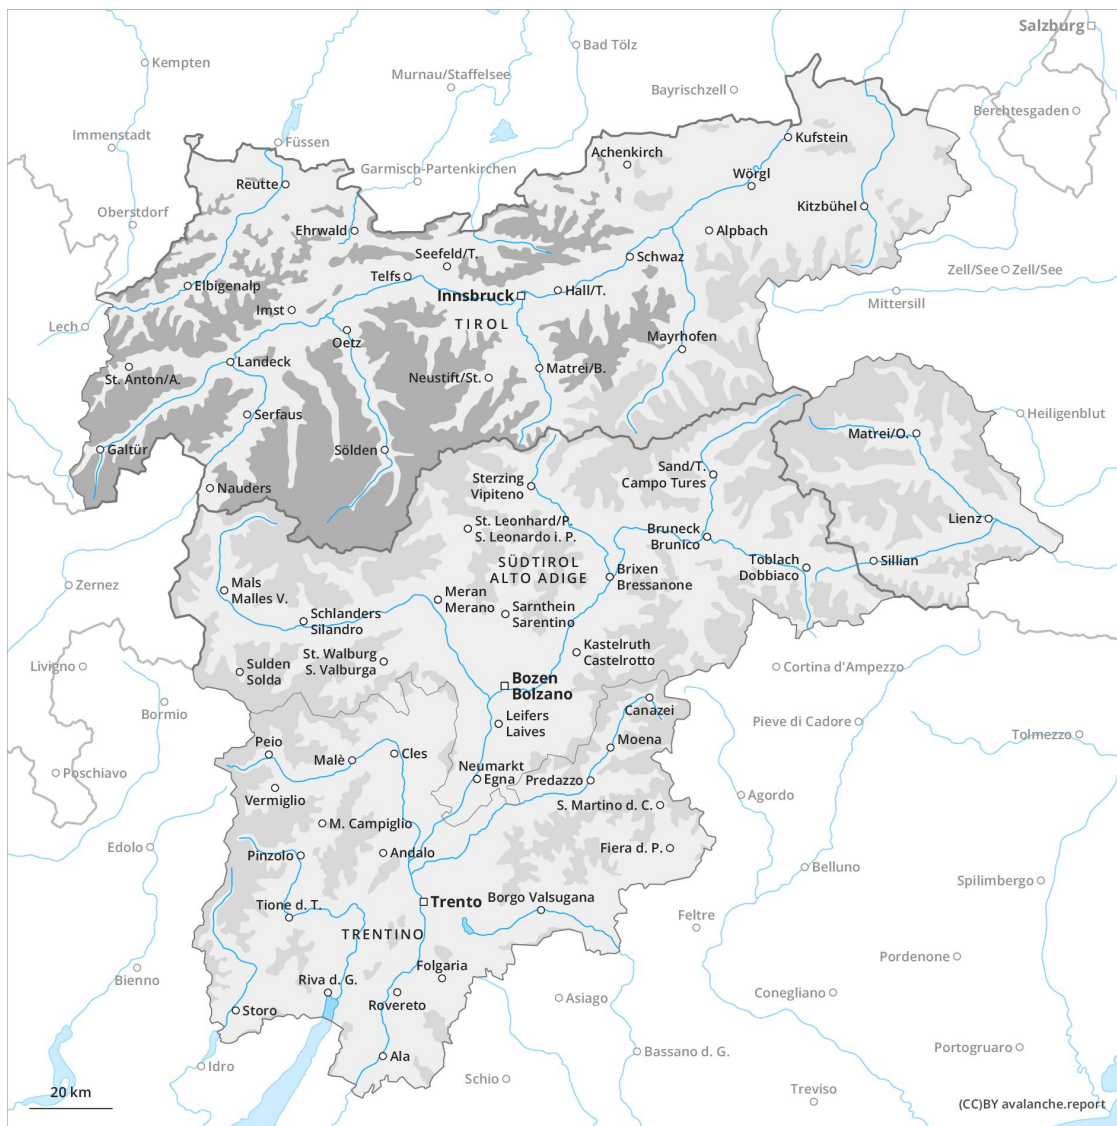 Salzburg
Bad Tölz
Kempten
Murnau/Staffelsee
Bayrischzell
Berchtesgaden
Immenstadt
Füssen
Kufstein
Achenkirch
Garmisch-Partenkirchen
Wörgl
Reutte
Kitzbühel
Oberstdorf
Ehrwald
Alpbach
Seefeld/T.
Schwaz
Zell/See
Zell/See
Telfs
Elbigenalp
Innsbruck
Hall/T.
Mittersill
Imst
TIROL
Lech
Oetz
Mayrhofen
Landeck
Matrei/B.
St. Anton/A.
Neustift/St.
Serfaus
Heiligenblut
Matrei/O.
Galtür
Sölden
Sterzing
Vipiteno
Sand/T.
Campo Tures
Nauders
Lienz
St. Leonhard/P.
S. Leonardo i. P.
Bruneck
Brunico
SÜDTIROL
ALTO ADIGE
Toblach
Dobbiaco
Sillian
Brixen
Bressanone
Zernez
Mals
Malles V.
Meran
Merano
Sarnthein
Sarentino
Schlanders
Silandro
Kastelruth
Castelrotto
St. Walburg
S. Valburga
Livigno
Sulden
Solda
Cortina d'Ampezzo
Bozen
Bolzano
Bormio
Canazei
Leifers
Laives
Pieve di Cadore
Tolmezzo
Peio
Moena
Malè
Cles
Poschiavo
Neumarkt
Egna
Predazzo
Vermiglio
Agordo
S. Martino d. C.
M. Campiglio
Edolo
Pinzolo
Andalo
Fiera d. P.
Belluno
Spilimbergo
Trento
Borgo Valsugana
Tione d. T.
Feltre
TRENTINO
Pordenone
Bienno
Folgaria
Riva d. G.
Rovereto
Asiago
Conegliano
Storo
Portogruaro
Bassano d. G.
Ala
Idro
Schio
Treviso
20 km
(CC)BY avalanche.report